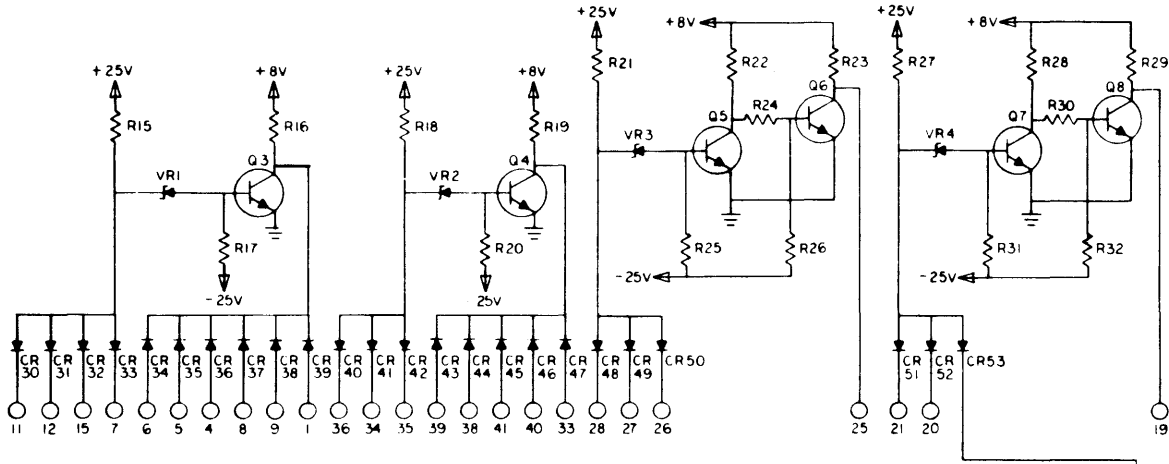 +25V +8V +25V +8V
R21 R22 R23 R27 R28 R29
+25V +8V +25V +8V
Q6 Q8
R24 R30
Q5 Q7
R15 R16 R18 R19
VR3 VR4
Q3 Q4
VR1 VR2
R17 R20 R25 R26 R31 R32
-25V -25V
-25V 25V
CR 30 CR 31 CR 32 CR 33 CR 34 CR 35 CR 36 CR 37 CR 38 CR 39 CR 40 CR 41 CR 42 CR 43 CR 44 CR 45 CR 46 CR 47 CR 48 CR 49 CR50 CR 51 CR 52 CR53
11 12 15 7 6 5 4 8 9 1 36 34 35 39 38 41 40 33 28 27 26 25 21 20 19